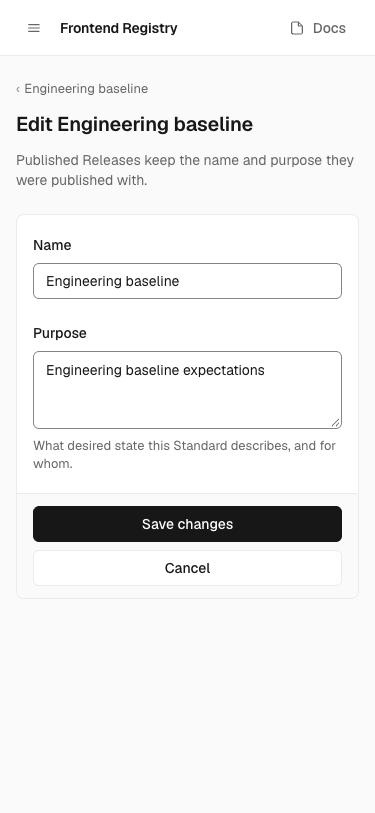 Frontend Registry
Docs
‹ Engineering baseline
Edit Engineering baseline
Published Releases keep the name and purpose they
were published with.
Name
Engineering baseline
Purpose
Engineering baseline expectations
What desired state this Standard describes, and for
whom.
Save changes
Cancel